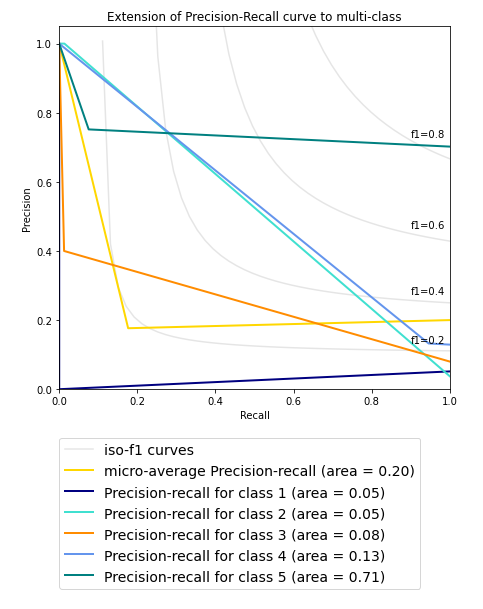 Extension of Precision-Recall curve to multi-class
1.0
0.8
0.6
0.4
0.2
0.0
Precision
f1=0.8
f1=0.6
f1=0.4
f1=0.2
0.0 0.2 0.4 0.6 0.8 1.0
Recall
iso-f1 curves
micro-average Precision-recall (area = 0.20)
Precision-recall for class 1 (area = 0.05)
Precision-recall for class 2 (area = 0.05)
Precision-recall for class 3 (area = 0.08)
Precision-recall for class 4 (area = 0.13)
Precision-recall for class 5 (area = 0.71)